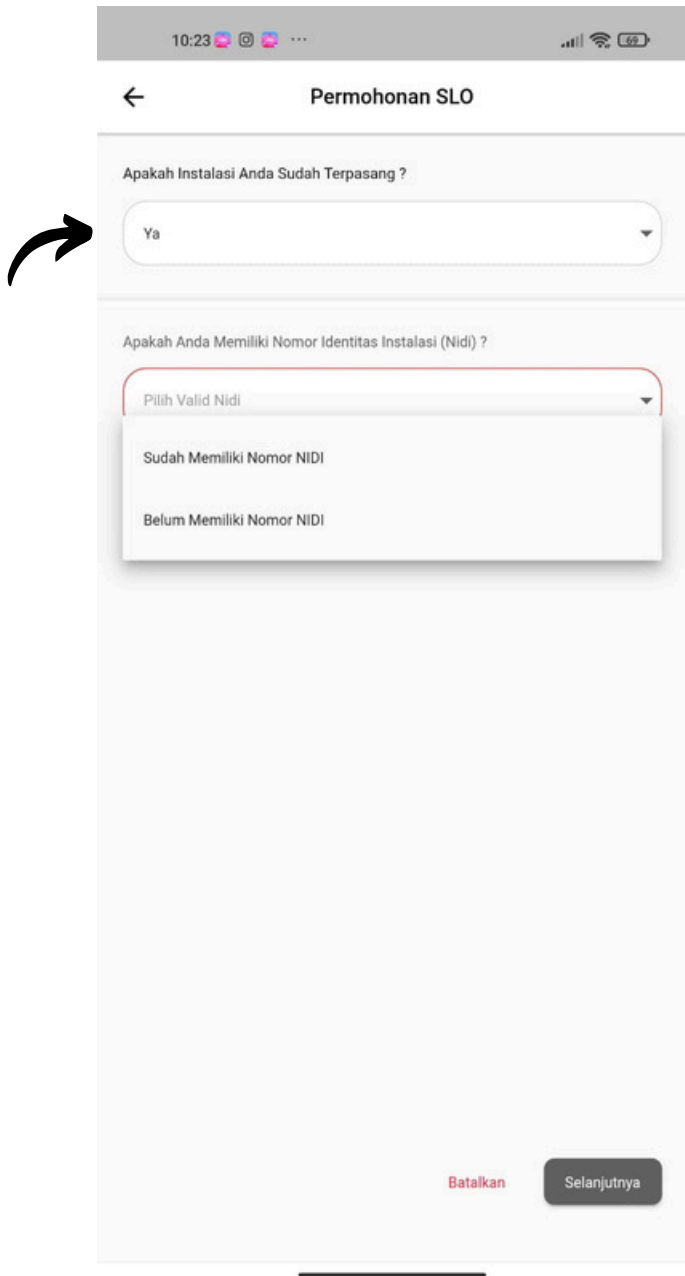 10:23
69
Permohonan SLO
Apakah Instalasi Anda Sudah Terpasang ?
Ya
Apakah Anda Memiliki Nomor Identitas Instalasi (Nidi) ?
Pilih Valid Nidi
Sudah Memiliki Nomor NIDI
Belum Memiliki Nomor NIDI
Batalkan
Selanjutnya